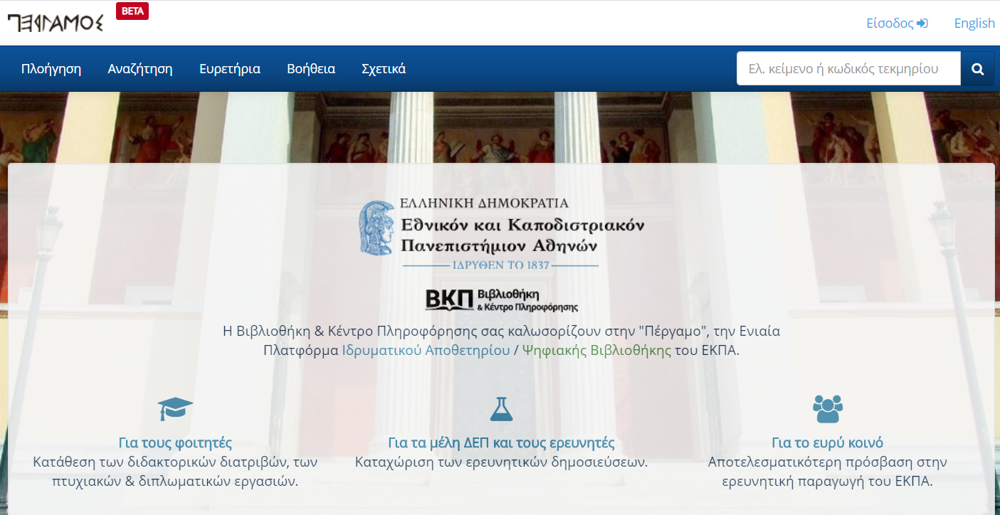 ΠΕΡΓΑΜΟΣ
BETA
Είσοδος
English
Πλοήγηση
Αναζήτηση
Ευρετήρια
Βοήθεια
Σχετικά
Ελ. κείμενο ή κωδικός τεκμηρίου
ΕΛΛΗΝΙΚΗ ΔΗΜΟΚΡΑΤΙΑ
Εθνικόν και Καποδιστριακόν
Πανεπιστήμιον Αθηνών
ΙΔΡΥΘΕΝ ΤΟ 1837
ΒΚΠ Βιβλιοθήκη
& Κέντρο Πληροφόρησης
Η Βιβλιοθήκη & Κέντρο Πληροφόρησης σας καλωσορίζουν στην "Πέργαμο", την Ενιαία
Πλατφόρμα Ιδρυματικού Αποθετηρίου / Ψηφιακής Βιβλιοθήκης του ΕΚΠΑ.
Για τους φοιτητές
Κατάθεση των διδακτορικών διατριβών, των
πτυχιακών & διπλωματικών εργασιών.
Για τα μέλη ΔΕΠ και τους ερευνητές
Καταχώριση των ερευνητικών δημοσιεύσεων.
Για το ευρύ κοινό
Αποτελεσματικότερη πρόσβαση στην
ερευνητική παραγωγή του ΕΚΠΑ.